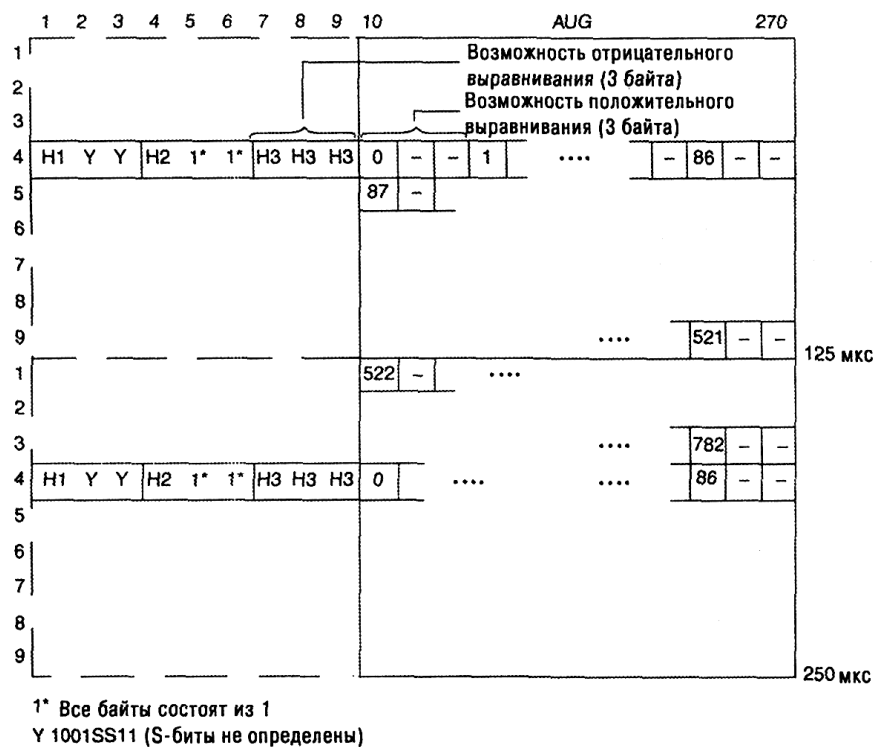 1 2 3 4 5 6 7 8 9 10 AUG 270
1
Возможность отрицательного
выравнивания (3 байта)
2
Возможность положительного
выравнивания (3 байта)
3
4 H1 Y Y H2 1* 1* H3 H3 H3 0 - - 1 .... - 86 - -
5 87 -
6
7
8
9 .... 521 - -
125 мкс
1 522 - ....
2
3 .... 782 - -
4 H1 Y Y H2 1* 1* H3 H3 H3 0 .... .... 86 - -
5
6
7
8
9
250 мкс
1* Все байты состоят из 1
Y 1001SS11 (S-биты не определены)